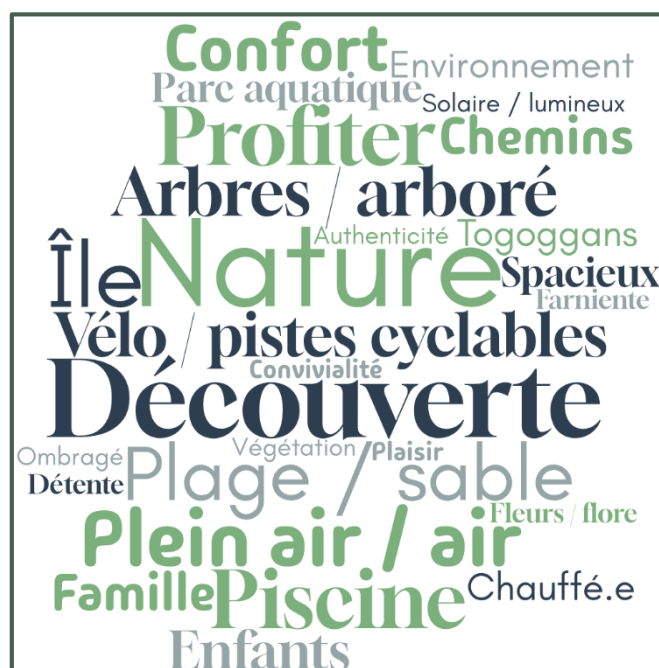 Confort
Environnement
Parc aquatique
Solaire / lumineux
Profiter
Chemins
Arbres / arboré
Authenticité
Togoggans
Île
Nature
Spacieux
Farniente
Vélo / pistes cyclables
Convivialité
Découverte
Végétation
Plaisir
Ombragé
Plage / sable
Détente
Fleurs / flore
Plein air / air
Famille
Piscine
Chauffé.e
Enfants